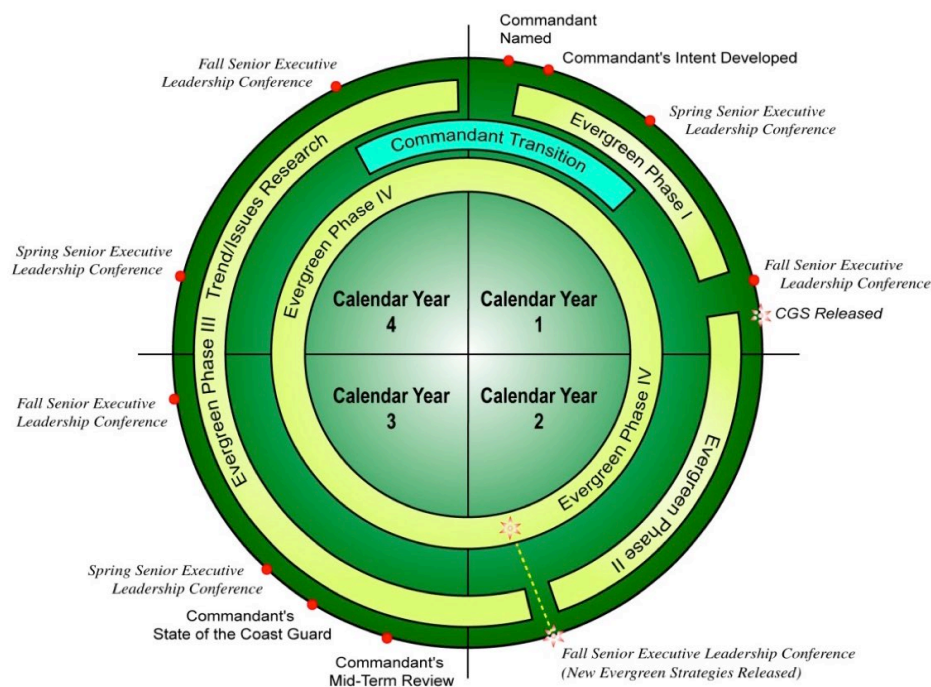 Commandant
Named
Commandant's Intent Developed
Fall Senior Executive
Leadership Conference
Spring Senior Executive
Leadership Conference
Evergreen Phase I
Commandant Transition
Trend/Issues Research
Evergreen Phase IV
Spring Senior Executive
Leadership Conference
Fall Senior Executive
Leadership Conference
CGS Released
Calendar Year
4
Calendar Year
1
Evergreen Phase III
Calendar Year
3
Calendar Year
2
Evergreen Phase IV
Fall Senior Executive
Leadership Conference
Evergreen Phase II
Spring Senior Executive
Leadership Conference
Commandant's
State of the Coast Guard
Commandant's
Mid-Term Review
Fall Senior Executive Leadership Conference
(New Evergreen Strategies Released)